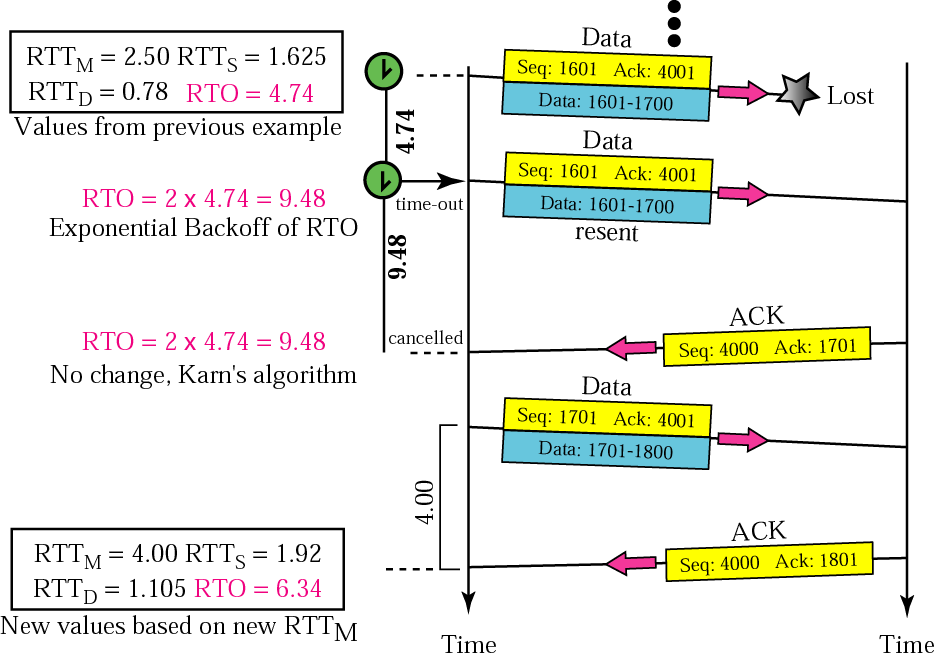 Data
RTTM = 2.50 RTTS = 1.625
RTTD = 0.78 RTO = 4.74
Values from previous example
Seq: 1601 Ack: 4001
Data: 1601-1700
Lost
4.74
Data
RTO = 2 x 4.74 = 9.48
Exponential Backoff of RTO
time-out
Seq: 1601 Ack: 4001
Data: 1601-1700
resent
9.48
ACK
RTO = 2 x 4.74 = 9.48
No change, Karn's algorithm
cancelled
Seq: 4000 Ack: 1701
Data
Seq: 1701 Ack: 4001
Data: 1701-1800
4.00
ACK
RTTM = 4.00 RTTS = 1.92
RTTD = 1.105 RTO = 6.34
New values based on new RTTM
Seq: 4000 Ack: 1801
Time
Time